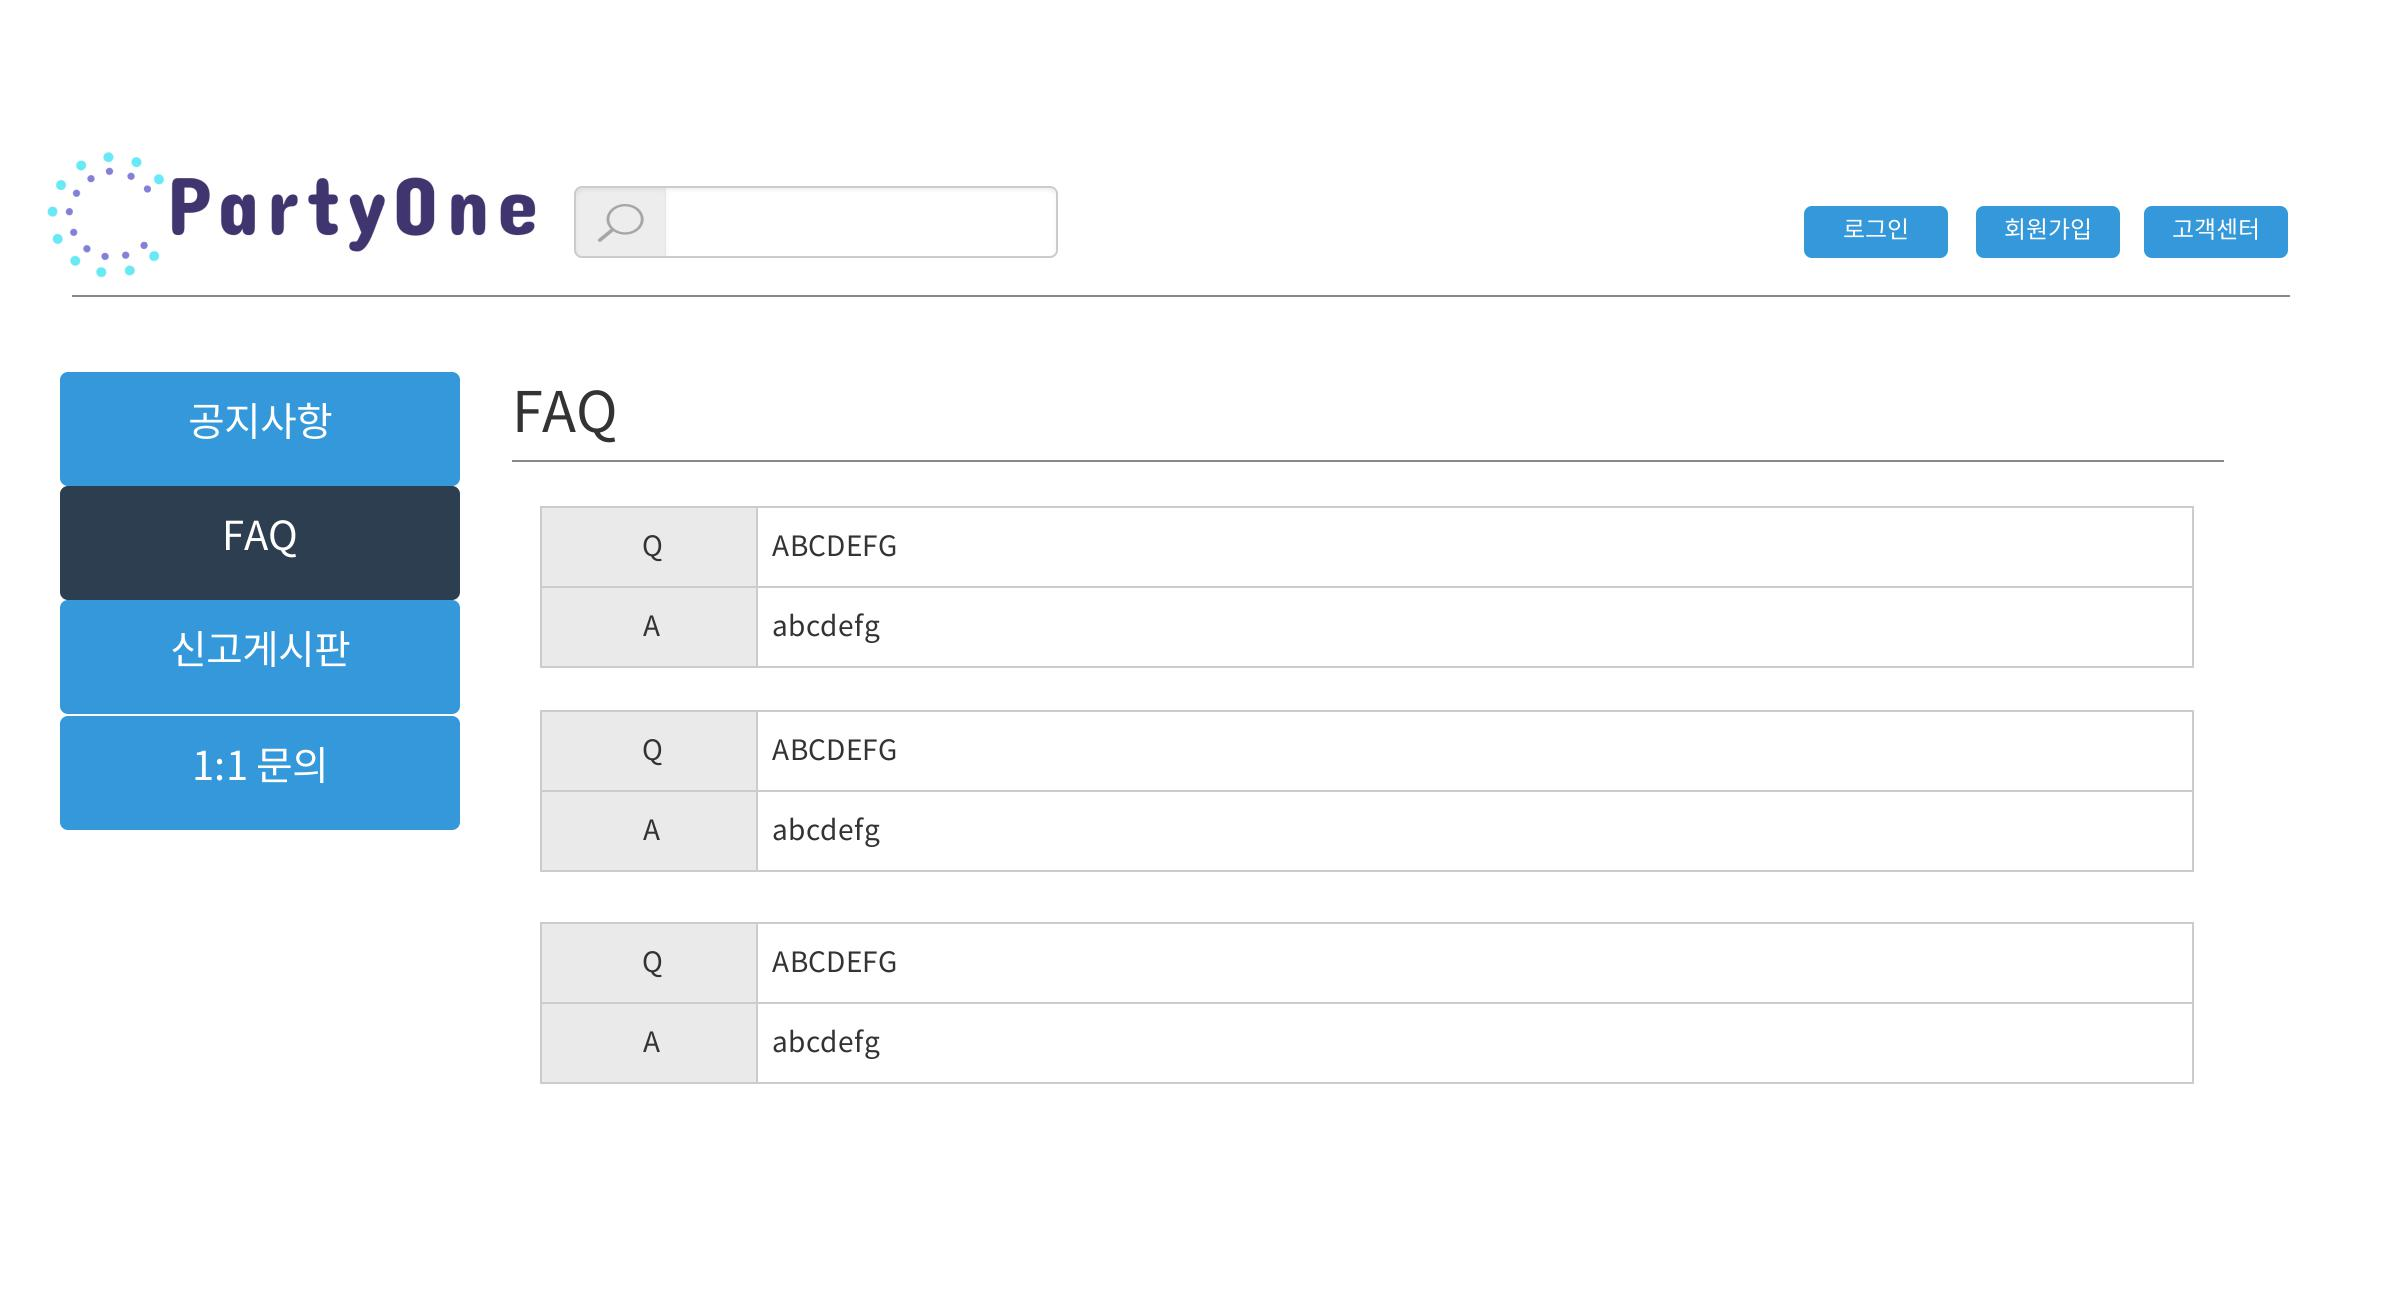 PartyOne
로그인
회원가입
고객센터
공지사항
FAQ
신고게시판
1:1 문의
FAQ
Q ABCDEFG
A abcdefg
Q ABCDEFG
A abcdefg
Q ABCDEFG
A abcdefg